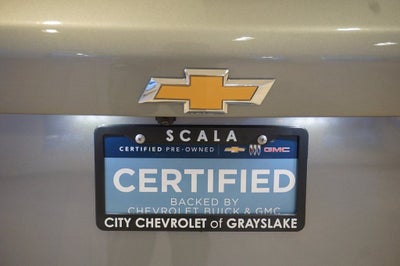 SCALA
CERTIFIED PRE-OWNED GMC
CERTIFIED
BACKED BY
CHEVROLET BUICK & GMC
CITY CHEVROLET of GRAYSLAKE